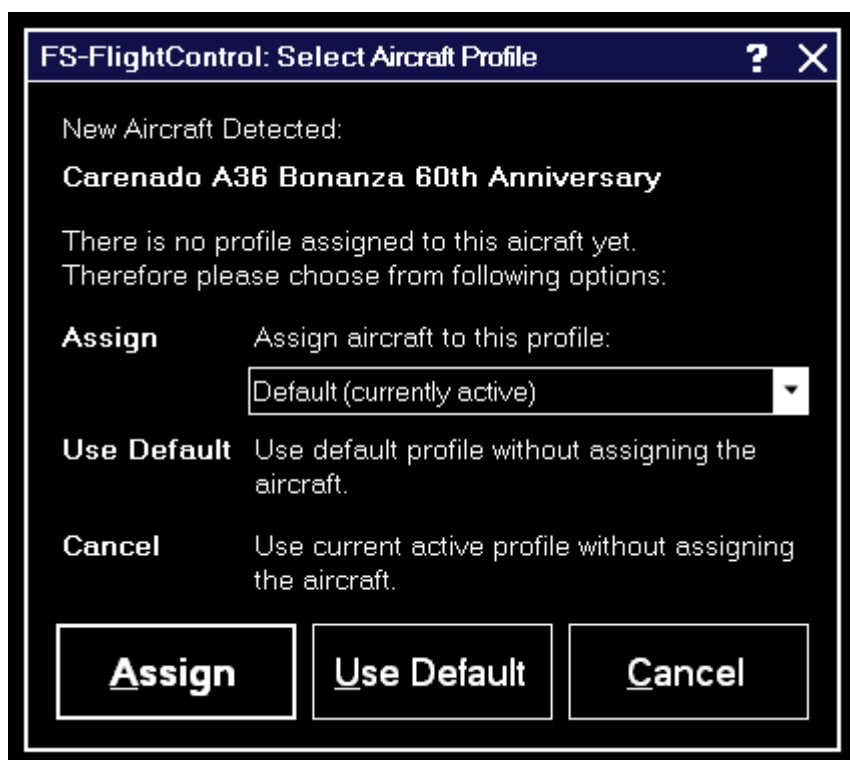 FS-FlightControl: Select Aircraft Profile ? X
New Aircraft Detected:
Carenado A36 Bonanza 60th Anniversary
There is no profile assigned to this aicraft yet.
Therefore please choose from following options:
Assign Assign aircraft to this profile:
Default (currently active)
Use Default Use default profile without assigning the
aircraft.
Cancel Use current active profile without assigning
the aircraft.
Assign Use Default Cancel